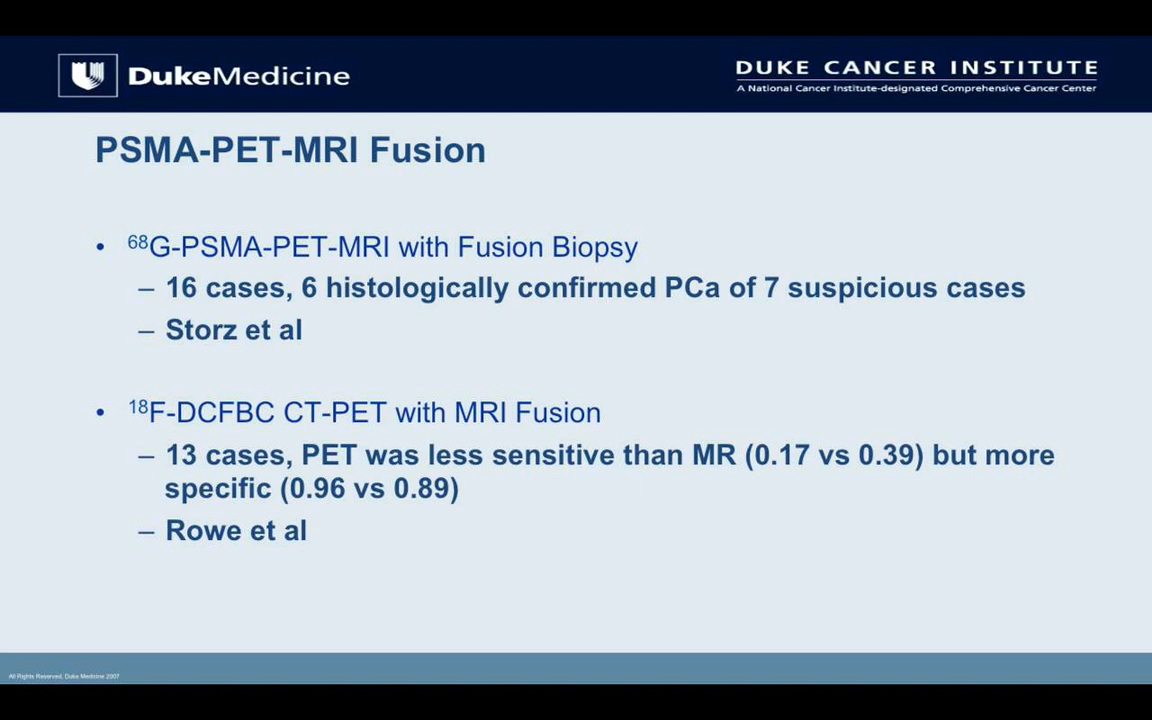 DukeMedicine
DUKE CANCER INSTITUTE
A National Cancer Institute-designated Comprehensive Cancer Center
PSMA-PET-MRI Fusion
• ⁶⁸G-PSMA-PET-MRI with Fusion Biopsy
– 16 cases, 6 histologically confirmed PCa of 7 suspicious cases
– Storz et al
• ¹⁸F-DCFBC CT-PET with MRI Fusion
– 13 cases, PET was less sensitive than MR (0.17 vs 0.39) but more
specific (0.96 vs 0.89)
– Rowe et al
All Rights Reserved, Duke Medicine 2007